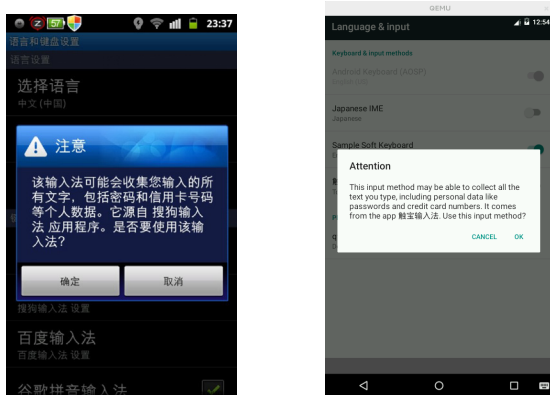 57
23:37
语言和键盘设置
语言设置
选择语言
中文 (中国)
注意
该输入法可能会收集您输入的所
有文字，包括密码和信用卡号码
等个人数据。它源自 搜狗输入
法 应用程序。是否要使用该输
入法?
确定
取消
搜狗输入法 设置
百度输入法
百度输入法 设置
谷歌拼音输入法
QEMU
12:54
Language & input
Keyboard & input methods
Android Keyboard (AOSP)
Japanese IME
Japanese
Sample Soft Keyboard
Attention
This input method may be able to collect all the
text you type, including personal data like
passwords and credit card numbers. It comes
from the app 触宝输入法. Use this input method?
CANCEL
OK